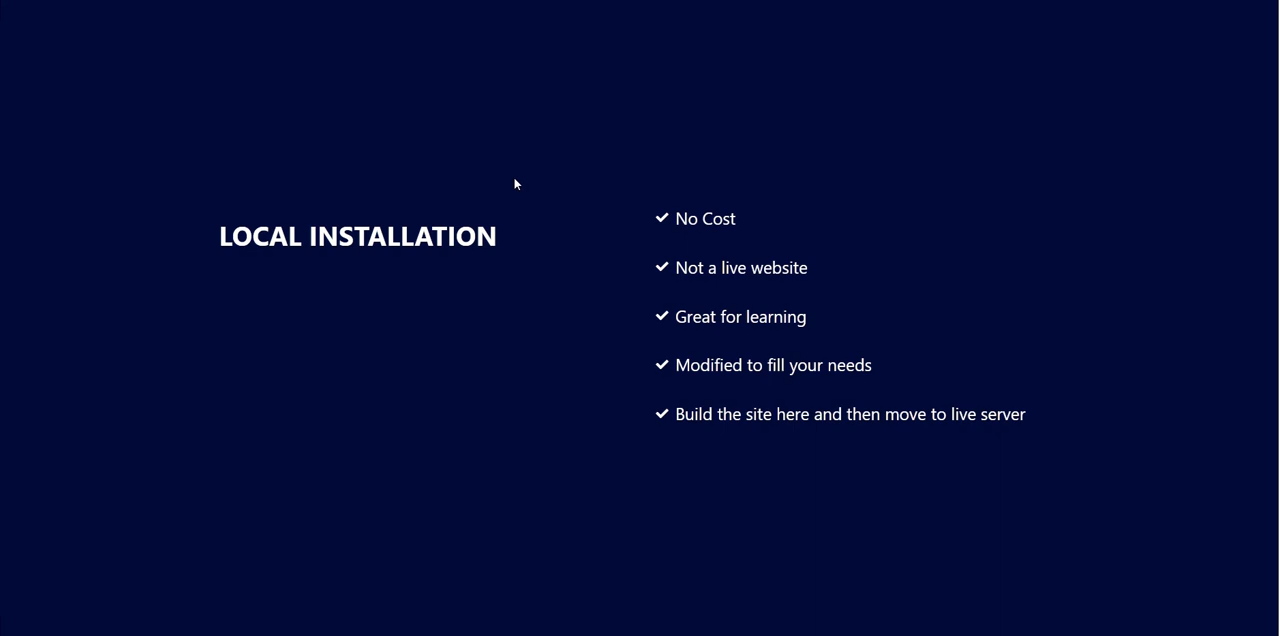 LOCAL INSTALLATION
No Cost
Not a live website
Great for learning
Modified to fill your needs
Build the site here and then move to live server